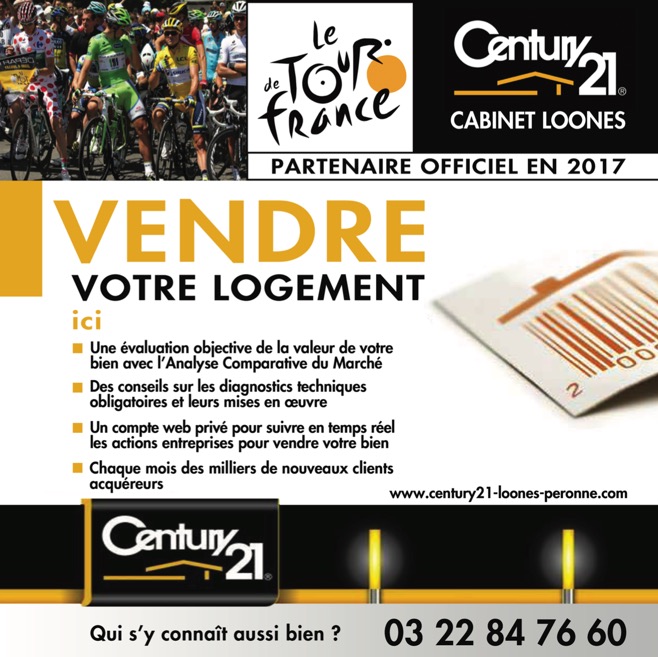 Le
de TOUR
france
Century
21®
CABINET LOONES
PARTENAIRE OFFICIEL EN 2017
VENDRE
VOTRE LOGEMENT
ici
Une évaluation objective de la valeur de votre
bien avec l'Analyse Comparative du Marché
Des conseils sur les diagnostics techniques
obligatoires et leurs mises en œuvre
Un compte web privé pour suivre en temps réel
les actions entreprises pour vendre votre bien
Chaque mois des milliers de nouveaux clients
acquéreurs
www.century21-loones-peronne.com
Century
21®
Qui s'y connaît aussi bien ?
03 22 84 76 60